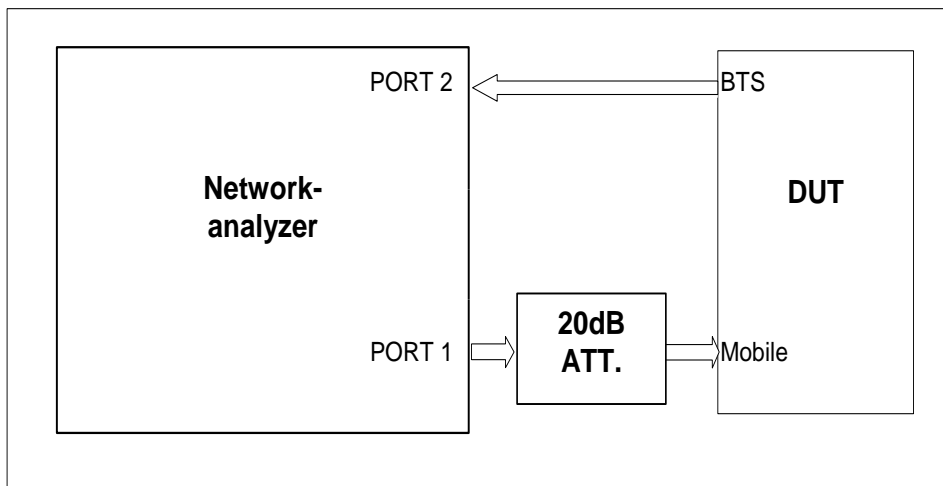 PORT 2
BTS
Network-
analyzer
DUT
20dB
ATT.
PORT 1
Mobile